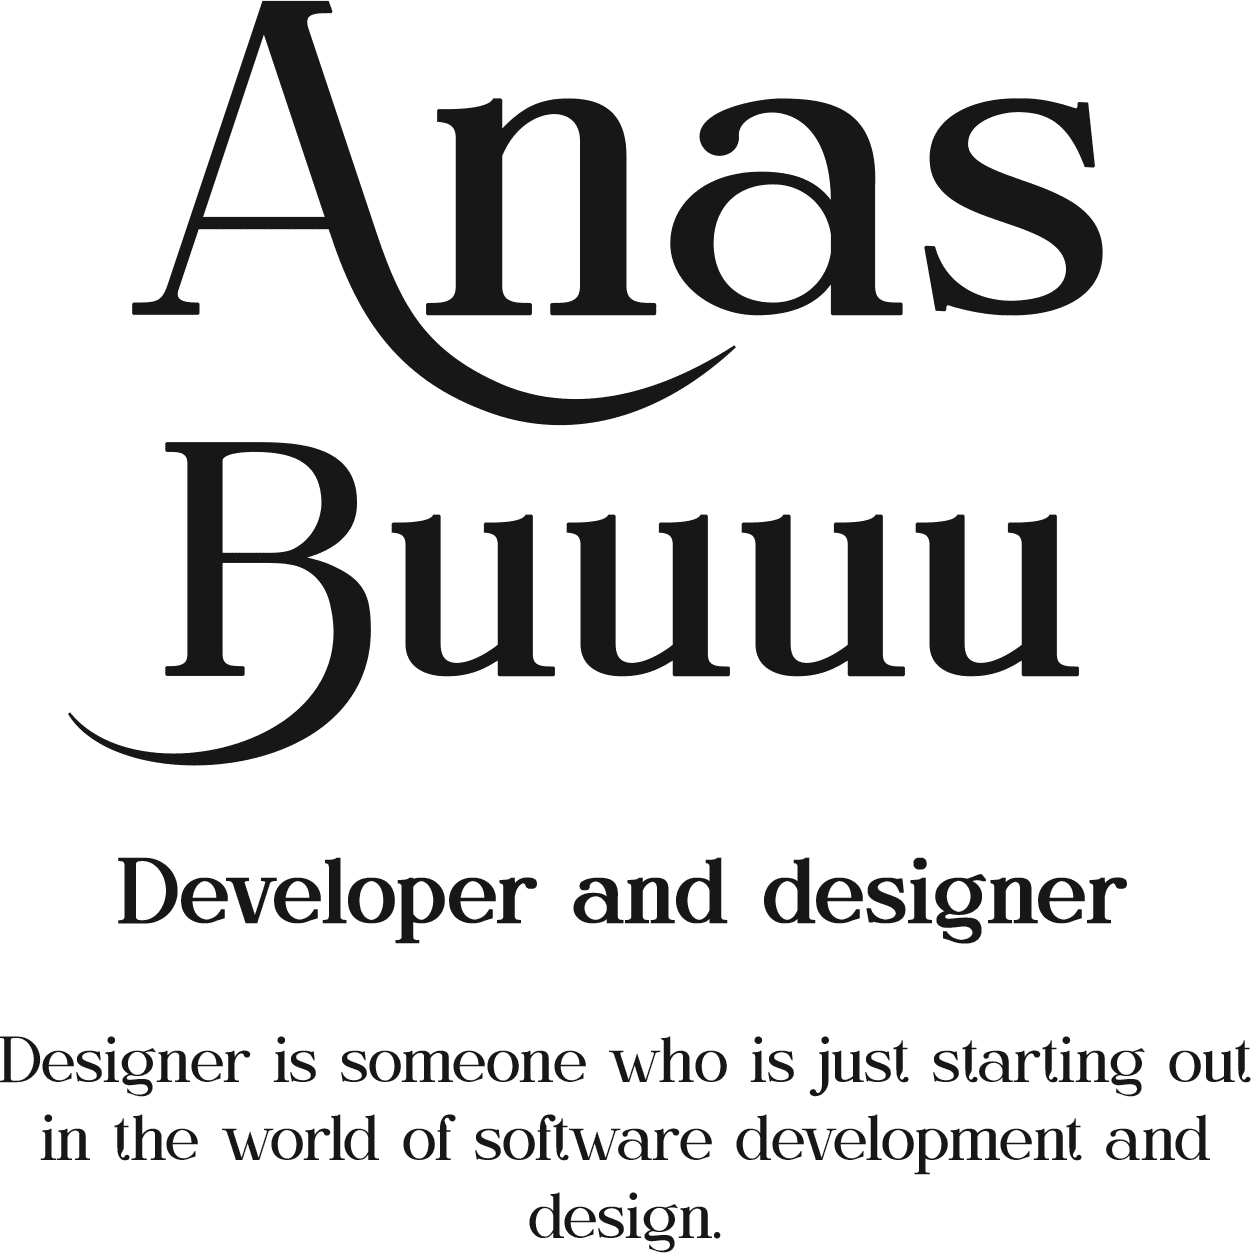 Anas
Buuuu
Developer and designer
Designer is someone who is just starting out
in the world of software development and
design.